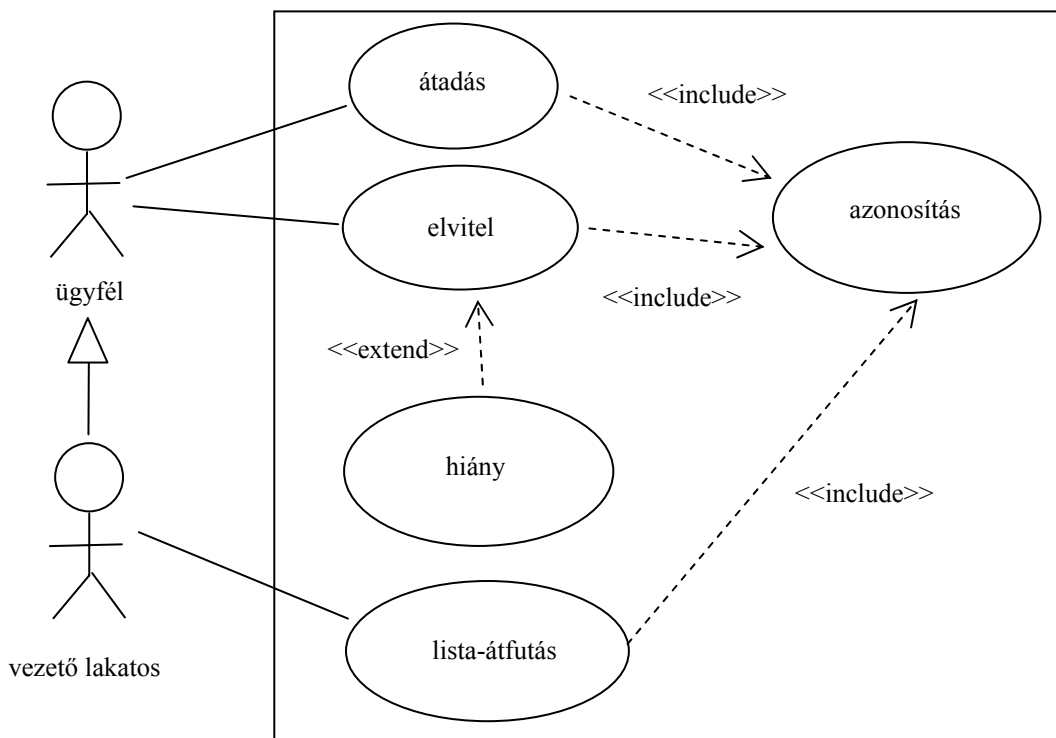 átadás
<<include>>
azonosítás
elvitel
ügyfél
<<include>>
<<extend>>
hiány
<<include>>
lista-átfutás
vezető lakatos